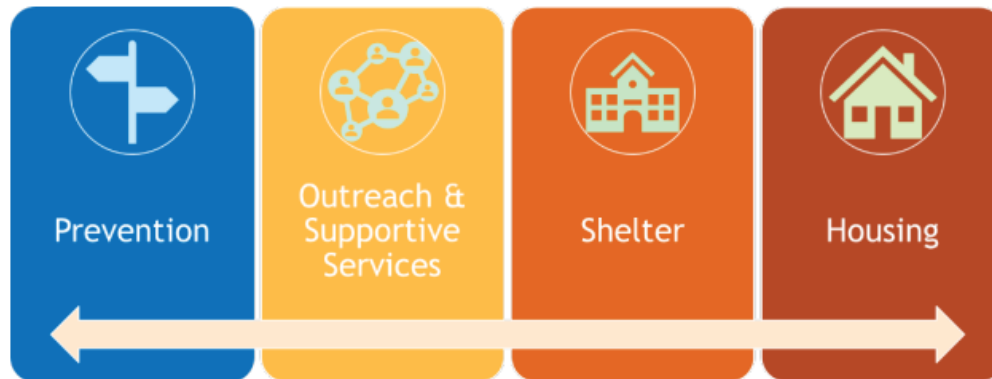 Prevention
Outreach &
Supportive
Services
Shelter
Housing